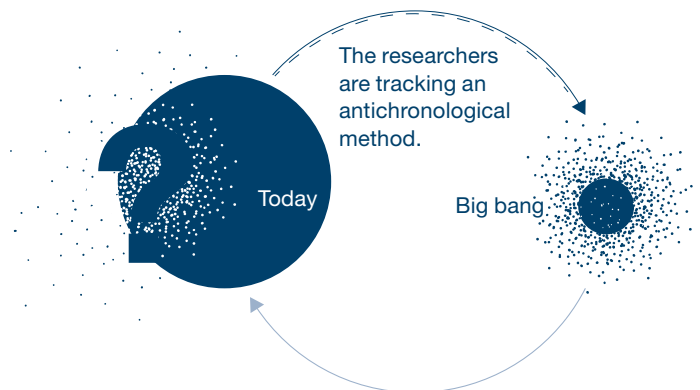 The researchers
are tracking an
antichronological
method.
?
Today
Big bang